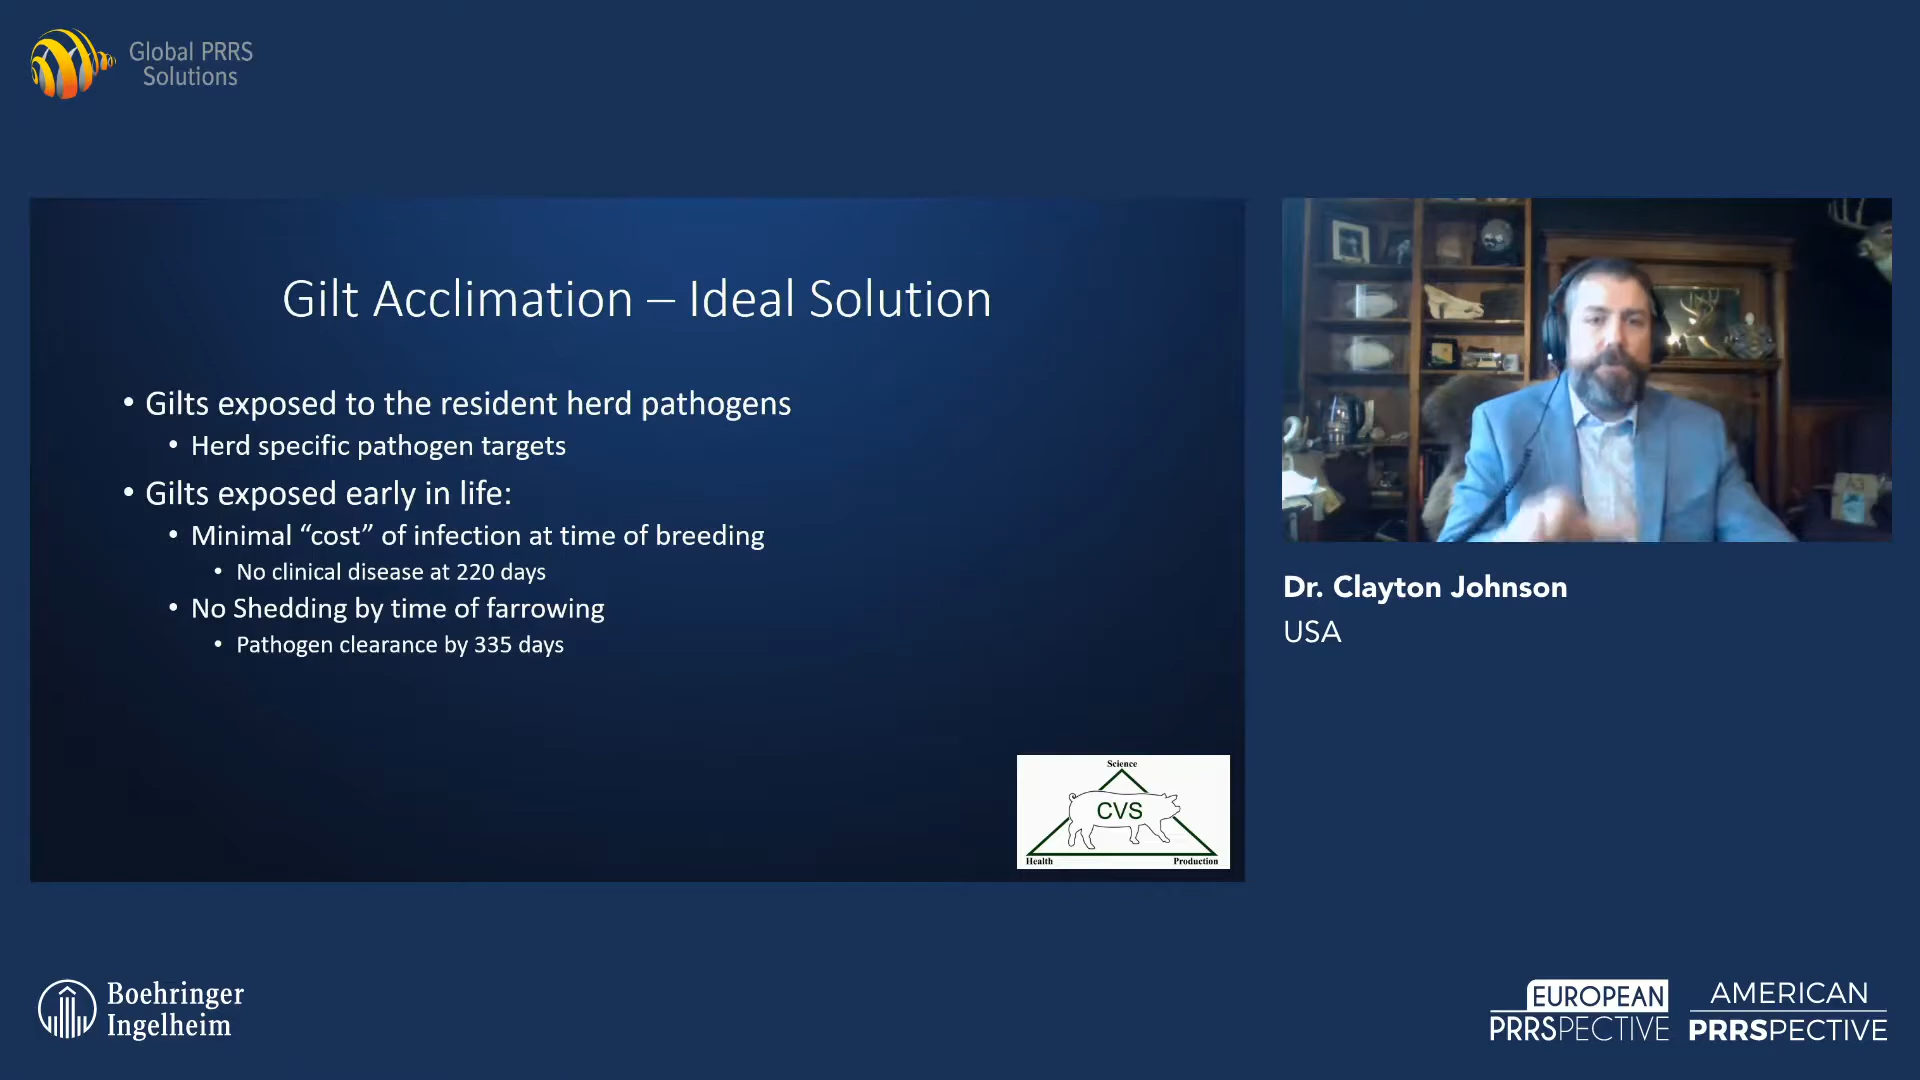 Global PRRS
Solutions
Gilt Acclimation – Ideal Solution
• Gilts exposed to the resident herd pathogens
• Herd specific pathogen targets
• Gilts exposed early in life:
• Minimal “cost” of infection at time of breeding
• No clinical disease at 220 days
• No Shedding by time of farrowing
• Pathogen clearance by 335 days
Science
CVS
Health
Production
Dr. Clayton Johnson
USA
Boehringer
Ingelheim
EUROPEAN
PRRSPECTIVE
AMERICAN
PRRSPECTIVE